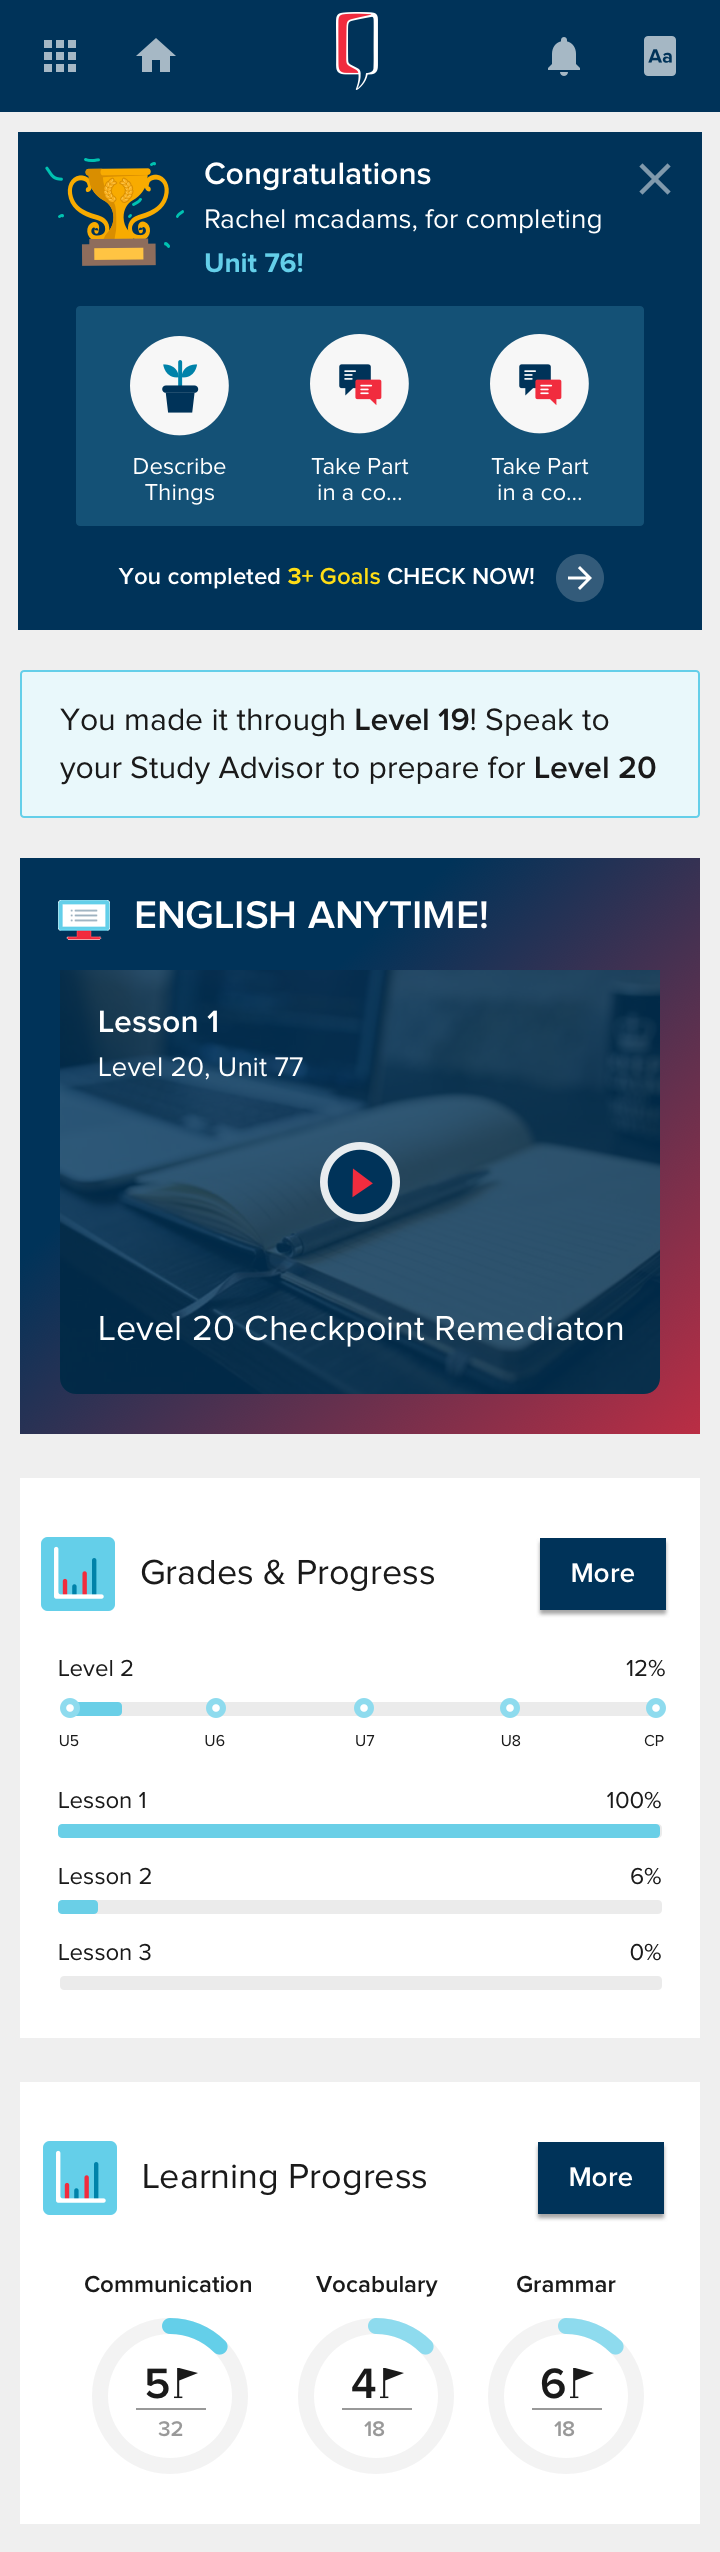 Aa
Congratulations
Rachel mcadams, for completing
Unit 76!
Describe
Things
Take Part
in a co...
Take Part
in a co...
You completed 3+ Goals CHECK NOW!
You made it through Level 19! Speak to
your Study Advisor to prepare for Level 20
ENGLISH ANYTIME!
Lesson 1
Level 20, Unit 77
Level 20 Checkpoint Remediaton
Grades & Progress
More
Level 2 12%
U5 U6 U7 U8 CP
Lesson 1 100%
Lesson 2 6%
Lesson 3 0%
Learning Progress
More
Communication Vocabulary Grammar
5 4 6
32 18 18